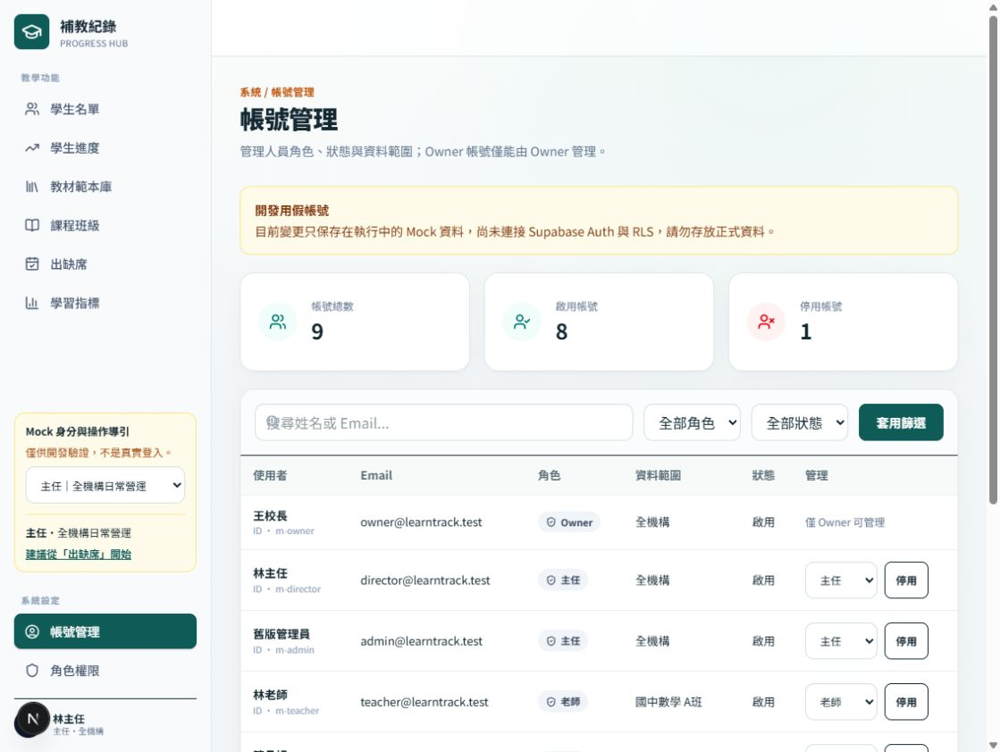 補教紀錄
PROGRESS HUB
教學功能
學生名單
學生進度
教材範本庫
課程班級
出缺席
學習指標
Mock 身分與操作導引
僅供開發驗證，不是真實登入。
主任｜全機構日常營運
主任・全機構日常營運
建議從「出缺席」開始
系統設定
帳號管理
角色權限
N
林主任
主任・全機構
系統 / 帳號管理
帳號管理
管理人員角色、狀態與資料範圍；Owner 帳號僅能由 Owner 管理。
開發用假帳號
目前變更只保存在執行中的 Mock 資料，尚未連接 Supabase Auth 與 RLS，請勿存放正式資料。
帳號總數
9
啟用帳號
8
停用帳號
1
搜尋姓名或 Email... 全部角色 全部狀態 套用篩選
使用者 Email 角色 資料範圍 狀態 管理
王校長
ID・m-owner
owner@learntrack.test Owner 全機構 啟用 僅 Owner 可管理
林主任
ID・m-director
director@learntrack.test 主任 全機構 啟用 主任 停用
舊版管理員
ID・m-admin
admin@learntrack.test 主任 全機構 啟用 主任 停用
林老師
ID・m-teacher
teacher@learntrack.test 老師 國中數學 A班 啟用 老師 停用